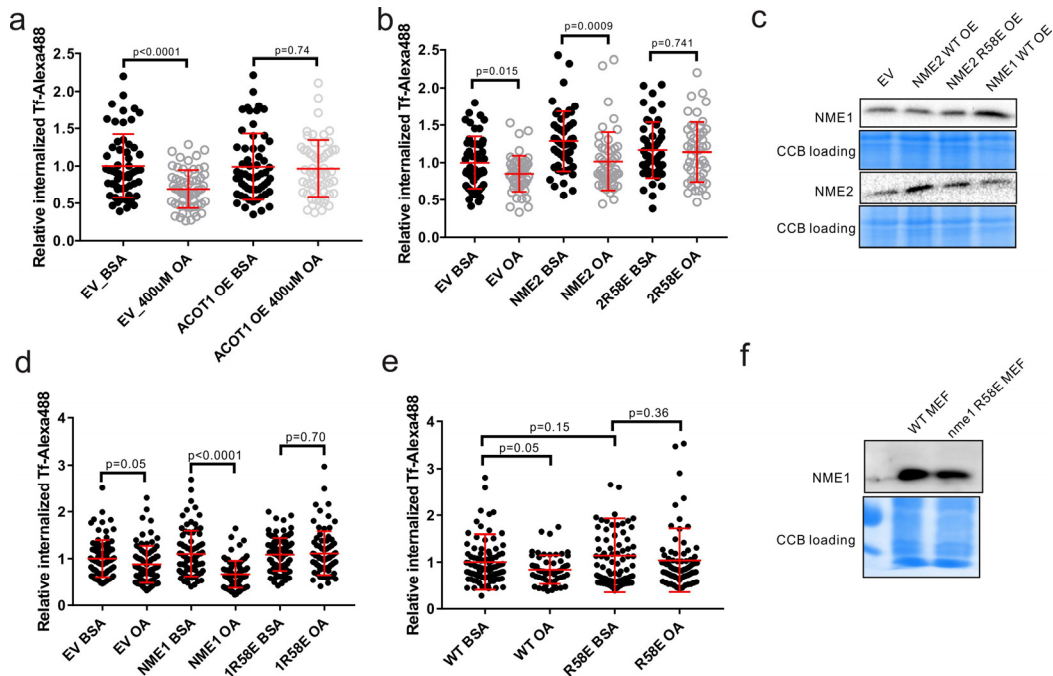 a
Relative internalized Tf-Alexa488
2.5
2.0
1.5
1.0
0.5
0.0
p<0.0001
p=0.74
EV_BSA
EV_400uM OA
ACOT1 OE BSA
ACOT1 OE 400uM OA
b
Relative internalized Tf-Alexa488
2.5
2.0
1.5
1.0
0.5
0.0
p=0.015
p=0.0009
p=0.741
EV BSA
EV OA
NME2 BSA
NME2 OA
2R58E BSA
2R58E OA
c
EV
NME2 WT OE
NME2 R58E OE
NME1 WT OE
NME1
CCB loading
NME2
CCB loading
d
Relative internalized Tf-Alexa488
4
3
2
1
0
p=0.05
p<0.0001
p=0.70
EV BSA
EV OA
NME1 BSA
NME1 OA
1R58E BSA
1R58E OA
e
Relative internalized Tf-Alexa488
4
3
2
1
0
p=0.15
p=0.05
p=0.36
WT BSA
WT OA
R58E BSA
R58E OA
f
WT MEF
nme1 R58E MEF
NME1
CCB loading